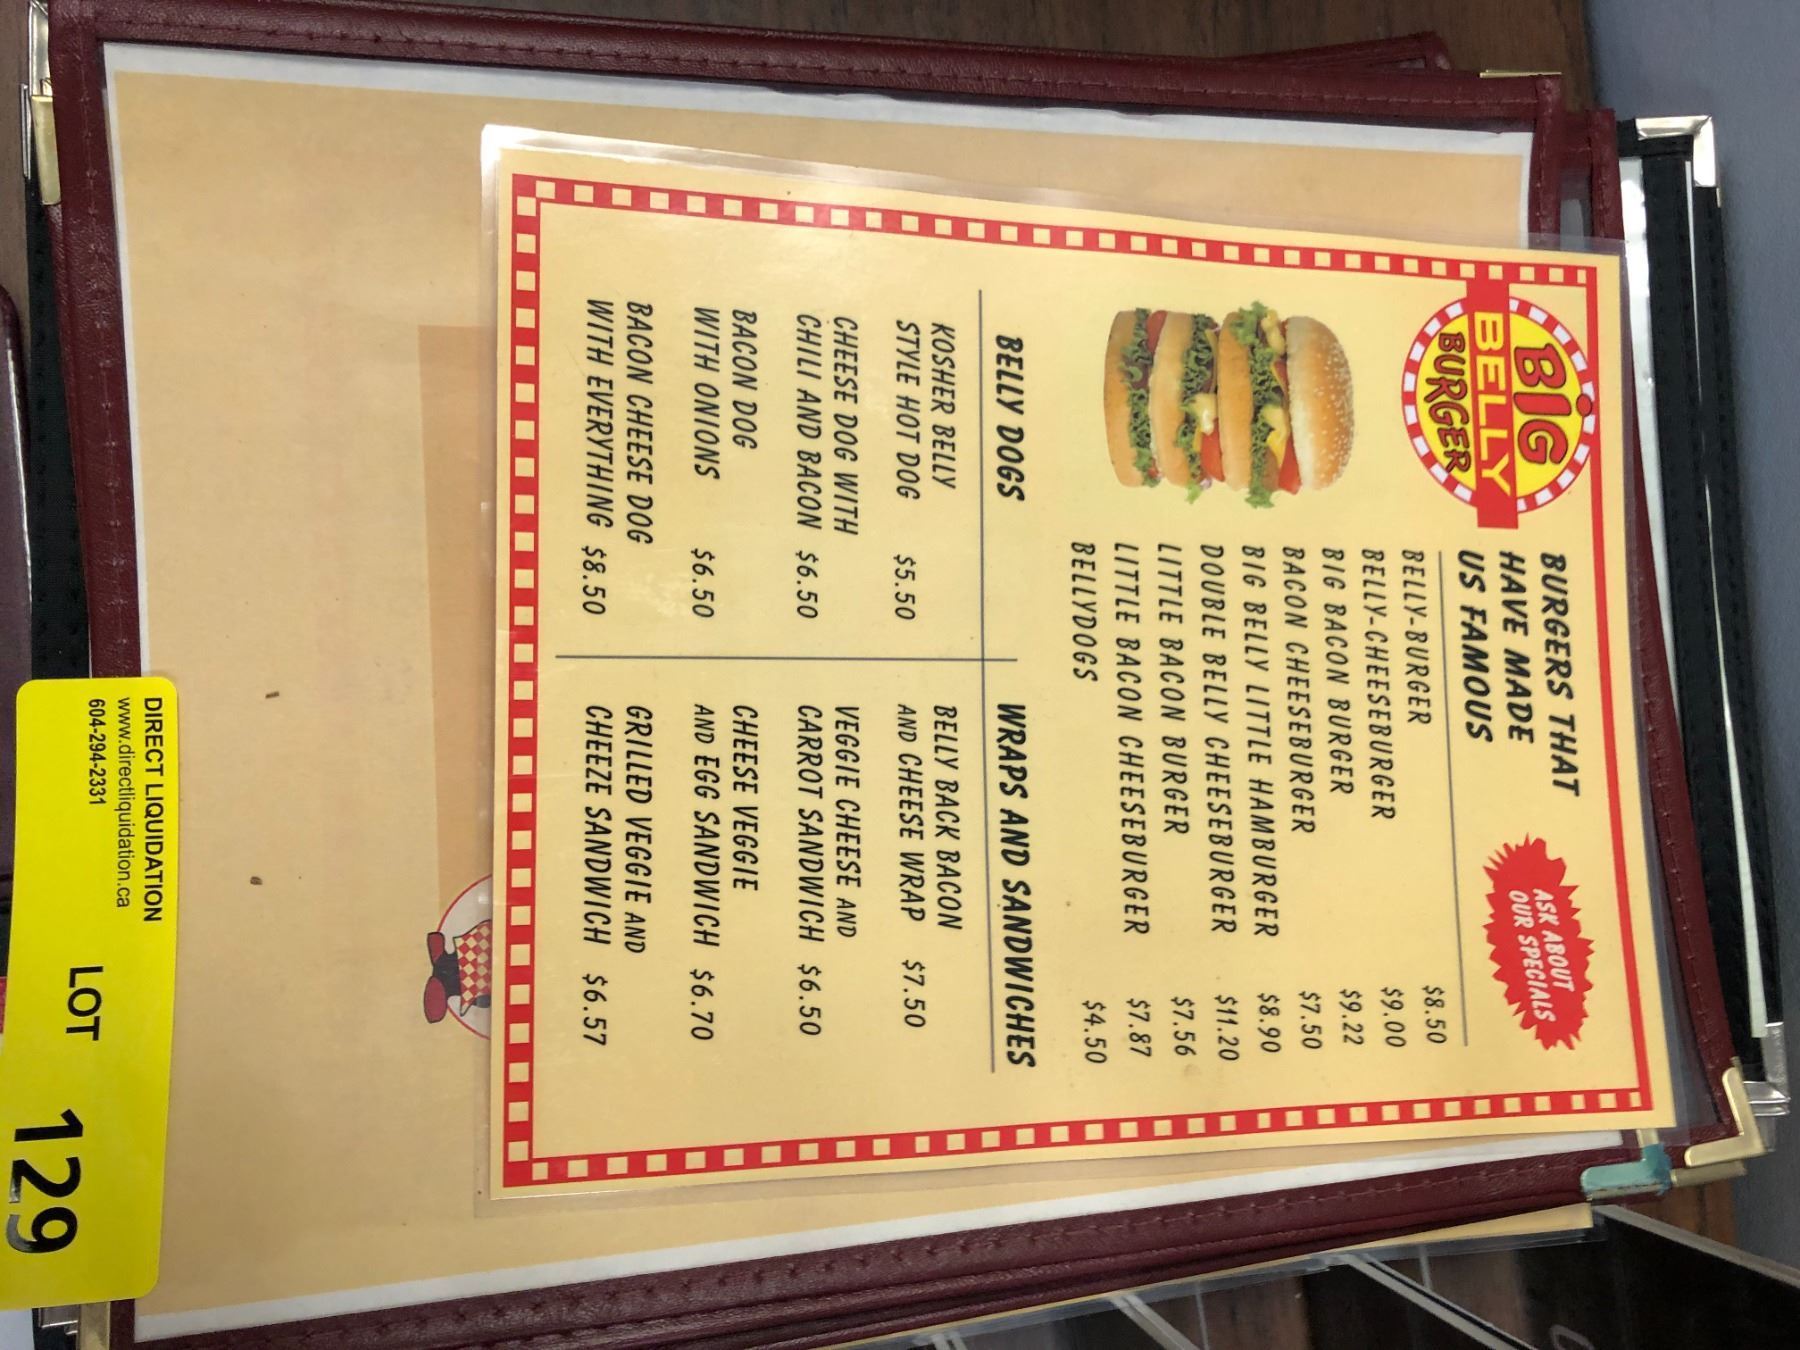 BIG
BELLY
BURGER
BURGERS THAT
HAVE MADE
US FAMOUS
ASK ABOUT
OUR SPECIALS
BELLY-BURGER $8.50
BELLY-CHEESEBURGER $9.00
BIG BACON BURGER $9.22
BACON CHEESEBURGER $7.50
BIG BELLY LITTLE HAMBURGER $8.90
DOUBLE BELLY CHEESEBURGER $11.20
LITTLE BACON BURGER $7.56
LITTLE BACON CHEESEBURGER $7.87
BELLYDOGS $4.50
BELLY DOGS
KOSHER BELLY
STYLE HOT DOG $5.50
CHEESE DOG WITH
CHILI AND BACON $6.50
BACON DOG
WITH ONIONS $6.50
BACON CHEESE DOG
WITH EVERYTHING $8.50
WRAPS AND SANDWICHES
BELLY BACK BACON
AND CHEESE WRAP $7.50
VEGGIE CHEESE AND
CARROT SANDWICH $6.50
CHEESE VEGGIE
AND EGG SANDWICH $6.70
GRILLED VEGGIE AND
CHEEZE SANDWICH $6.57
DIRECT LIQUIDATION
www.directliquidation.ca
604-294-2331
LOT 129